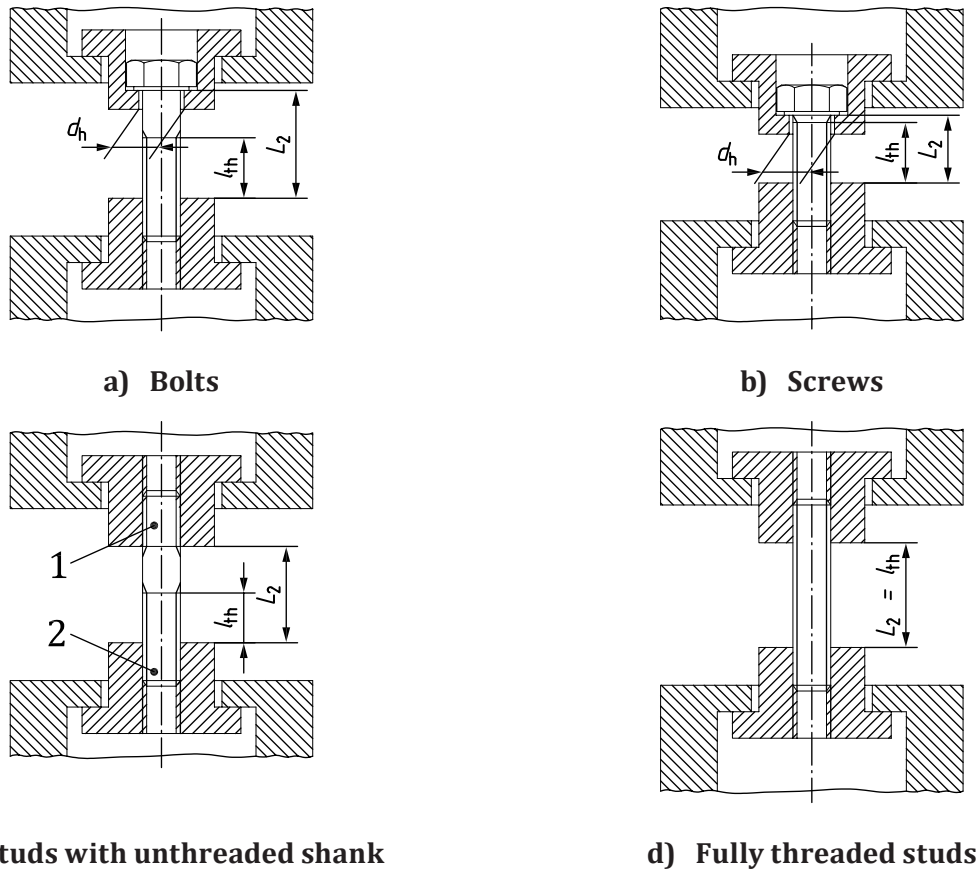 d_h
L_2
l_th
d_h
l_th
L_2
a) Bolts
b) Screws
1
2
L_2
l_th
L_2 = l_th
tuds with unthreaded shank
d) Fully threaded studs